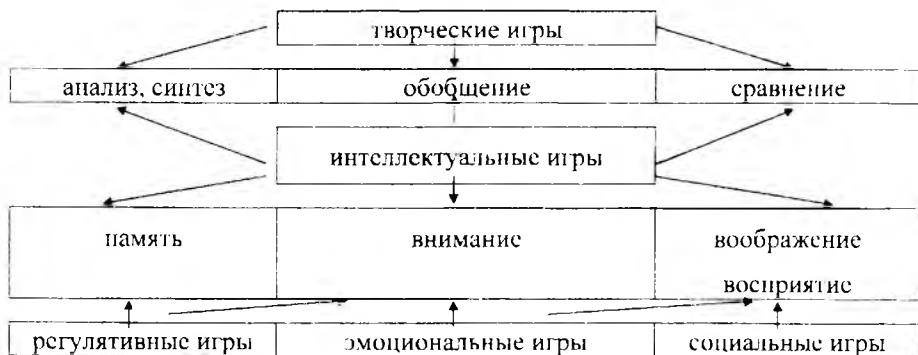 творческие игры
анализ, синтез обобщение сравнение
интеллектуальные игры
память внимание воображение
восприятие
регулятивные игры эмоциональные игры социальные игры